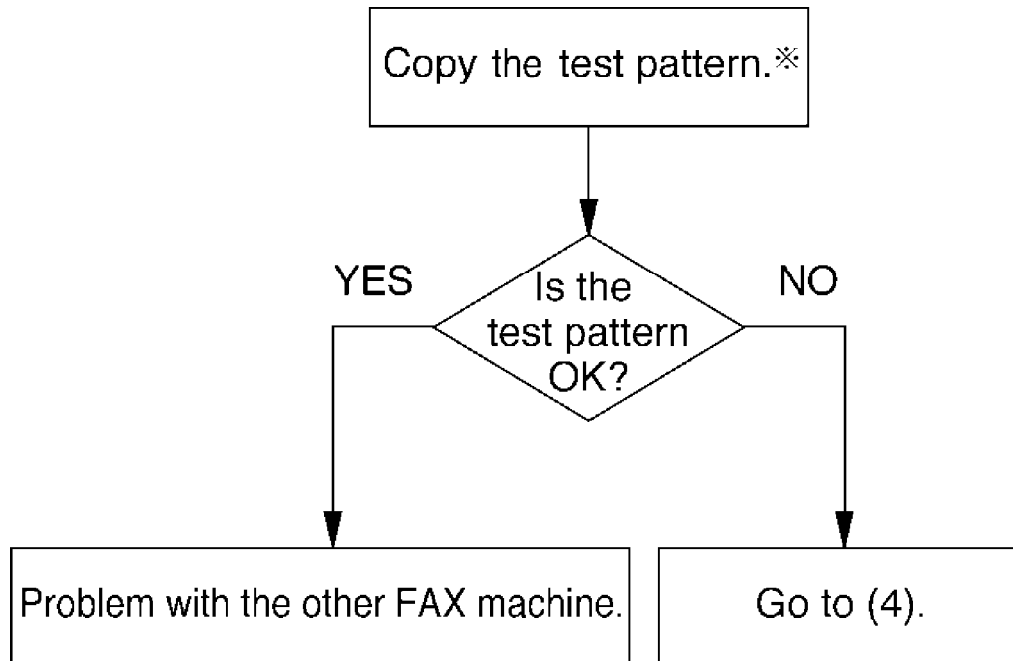 Copy the test pattern.※
YES
NO
Is the
test pattern
OK?
Problem with the other FAX machine.
Go to (4).